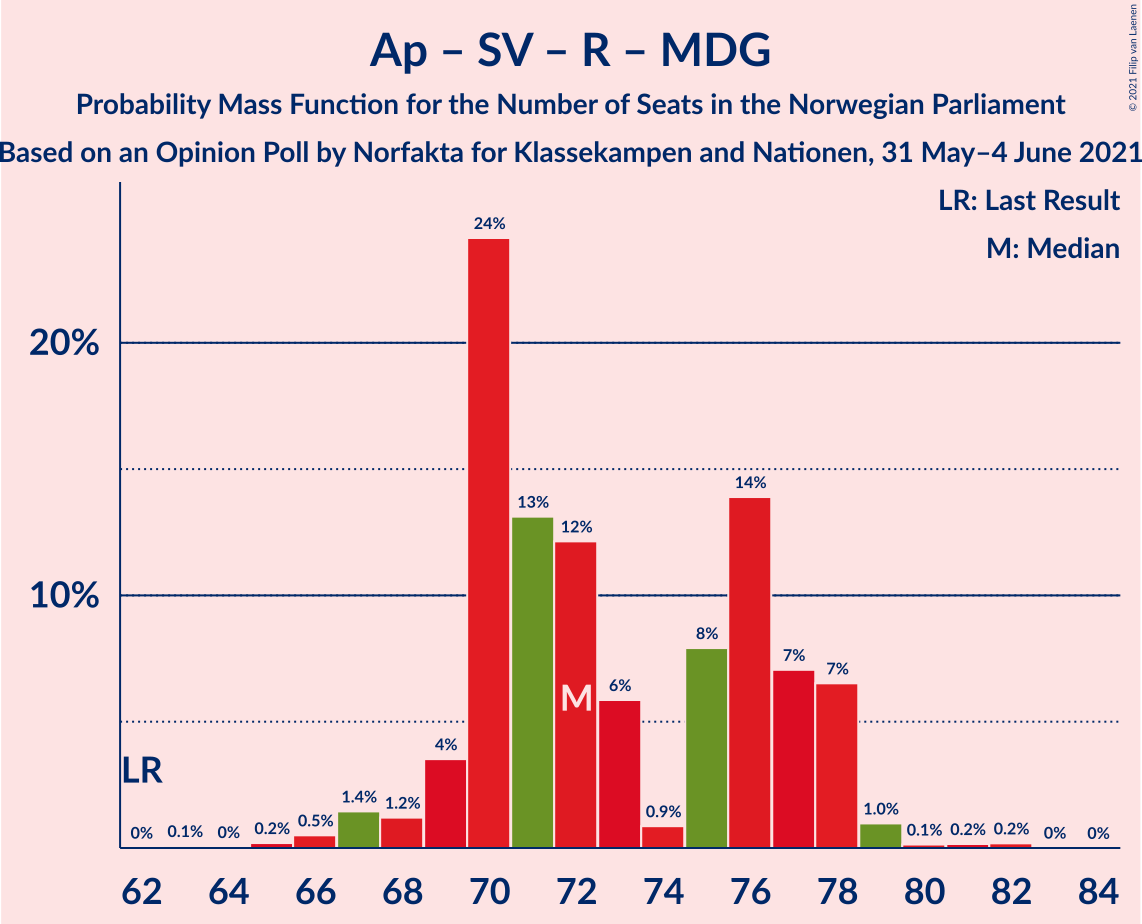 Ap – SV – R – MDG
Probability Mass Function for the Number of Seats in the Norwegian Parliament
Based on an Opinion Poll by Norfakta for Klassekampen and Nationen, 31 May–4 June 2021
© 2021 Filip van Laenen
LR: Last Result
M: Median
20%
10%
LR
M
0% 0.1% 0% 0.2% 0.5% 1.4% 1.2% 4% 24% 13% 12% 6% 0.9% 8% 14% 7% 7% 1.0% 0.1% 0.2% 0.2% 0% 0%
62 64 66 68 70 72 74 76 78 80 82 84